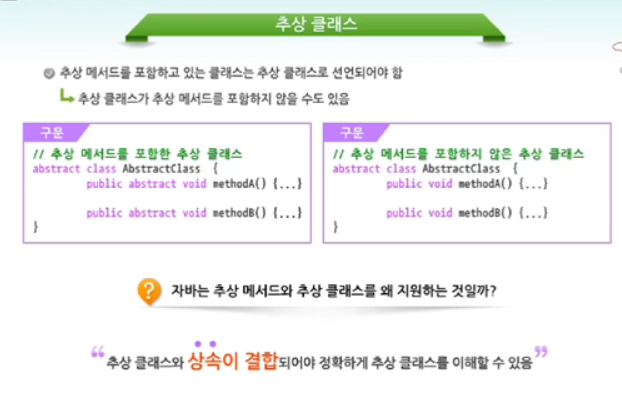 추상 클래스
추상 메서드를 포함하고 있는 클래스는 추상 클래스로 선언되어야 함
추상 클래스가 추상 메서드를 포함하지 않을 수도 있음
구문
// 추상 메서드를 포함한 추상 클래스
abstract class AbstractClass {
public abstract void methodA() {...}
public abstract void methodB() {...}
}
구문
// 추상 메서드를 포함하지 않은 추상 클래스
abstract class AbstractClass {
public void methodA() {...}
public void methodB() {...}
}
? 자바는 추상 메서드와 추상 클래스를 왜 지원하는 것일까?
“추상 클래스와 상속이 결합되어야 정확하게 추상 클래스를 이해할 수 있음”